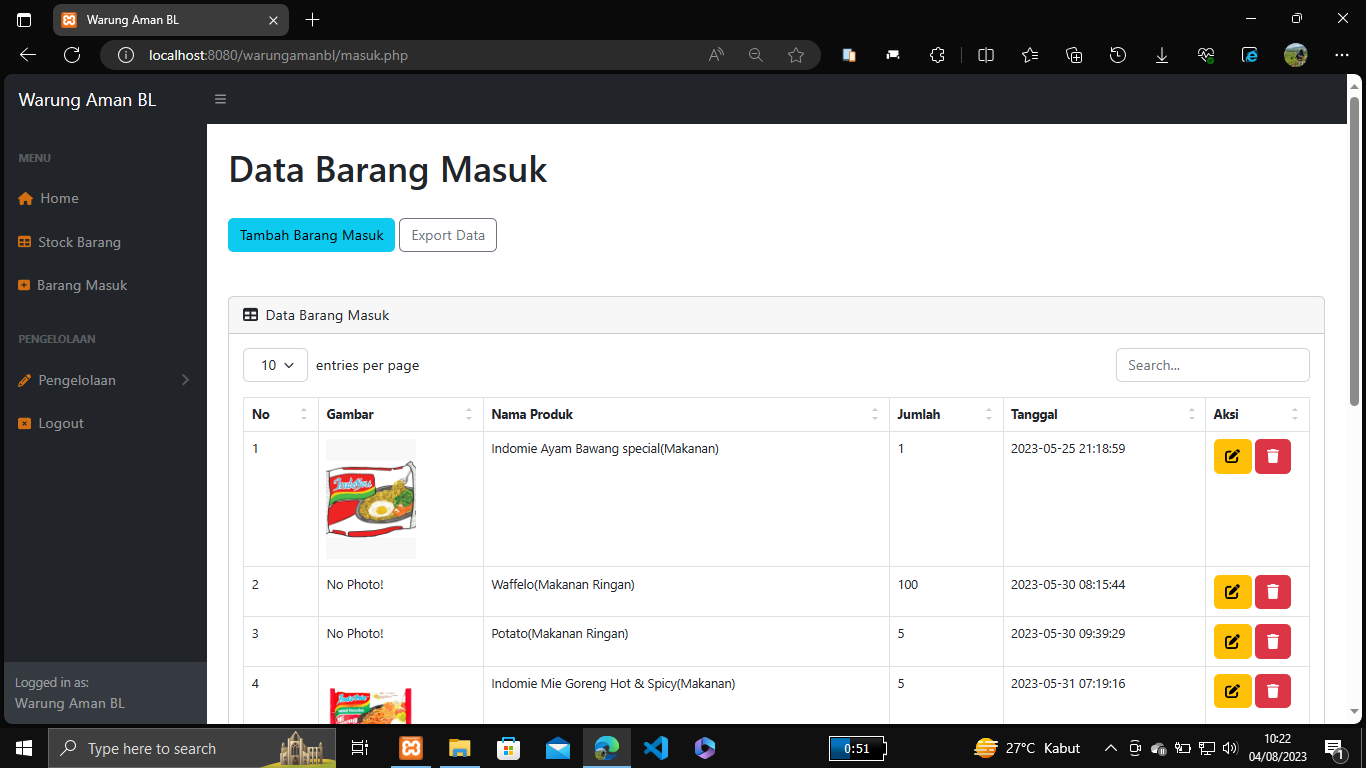 Warung Aman BL
localhost:8080/warungamanbl/masuk.php
Warung Aman BL
MENU
Home
Stock Barang
Barang Masuk
PENGELOLAAN
Pengelolaan
Logout
Logged in as:
Warung Aman BL
Data Barang Masuk
Tambah Barang Masuk Export Data
Data Barang Masuk
10 entries per page Search...
No Gambar Nama Produk Jumlah Tanggal Aksi
1 Indomie Ayam Bawang special(Makanan) 1 2023-05-25 21:18:59
Indomie
2 No Photo! Waffelo(Makanan Ringan) 100 2023-05-30 08:15:44
3 No Photo! Potato(Makanan Ringan) 5 2023-05-30 09:39:29
4 Indomie Mie Goreng Hot & Spicy(Makanan) 5 2023-05-31 07:19:16
Indomie
Type here to search
0:51
27°C Kabut
10:22
04/08/2023
1